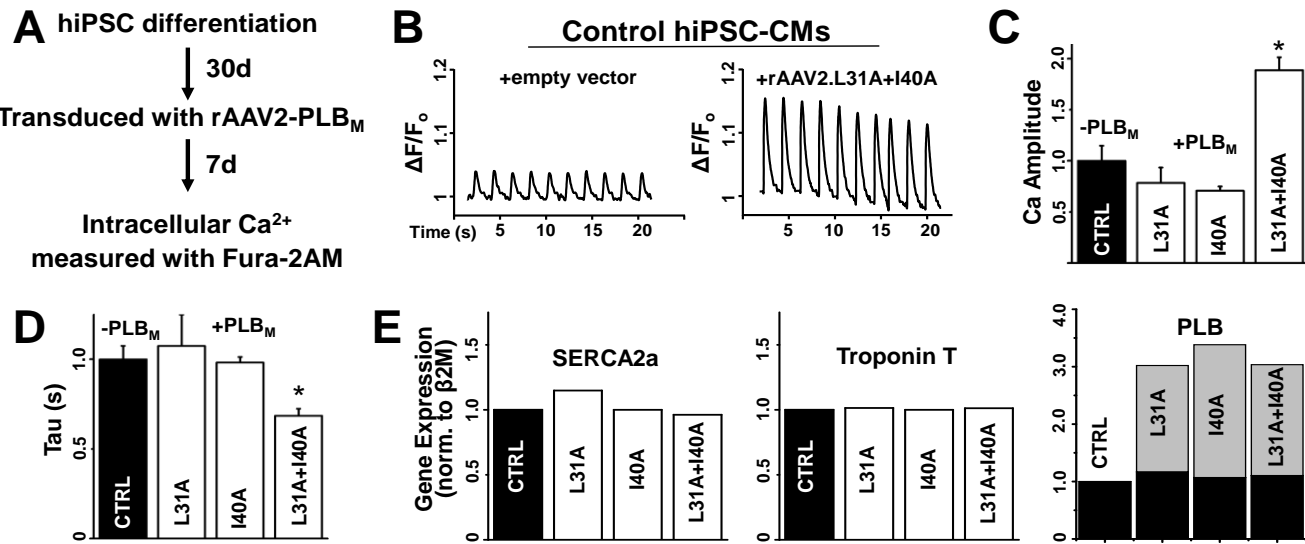 A
hiPSC differentiation
30d
Transduced with rAAV2-PLBM
7d
Intracellular Ca2+
measured with Fura-2AM
B
Control hiPSC-CMs
+empty vector
+rAAV2.L31A+I40A
ΔF/Fo
1.2
1.1
1
ΔF/Fo
1.2
1.1
1
Time (s)
5
10
15
20
5
10
15
20
C
Ca Amplitude
2.0
1.5
1.0
0.5
-PLBM
+PLBM
*
CTRL
L31A
I40A
L31A+I40A
D
Tau (s)
1.0
0.5
0
-PLBM
+PLBM
*
CTRL
L31A
I40A
L31A+I40A
E
Gene Expression
(norm. to β2M)
1.5
1.0
0.5
0
SERCA2a
CTRL
L31A
I40A
L31A+I40A
1.5
1.0
0.5
0
Troponin T
CTRL
L31A
I40A
L31A+I40A
4.0
3.0
2.0
1.0
0
PLB
CTRL
L31A
I40A
L31A+I40A